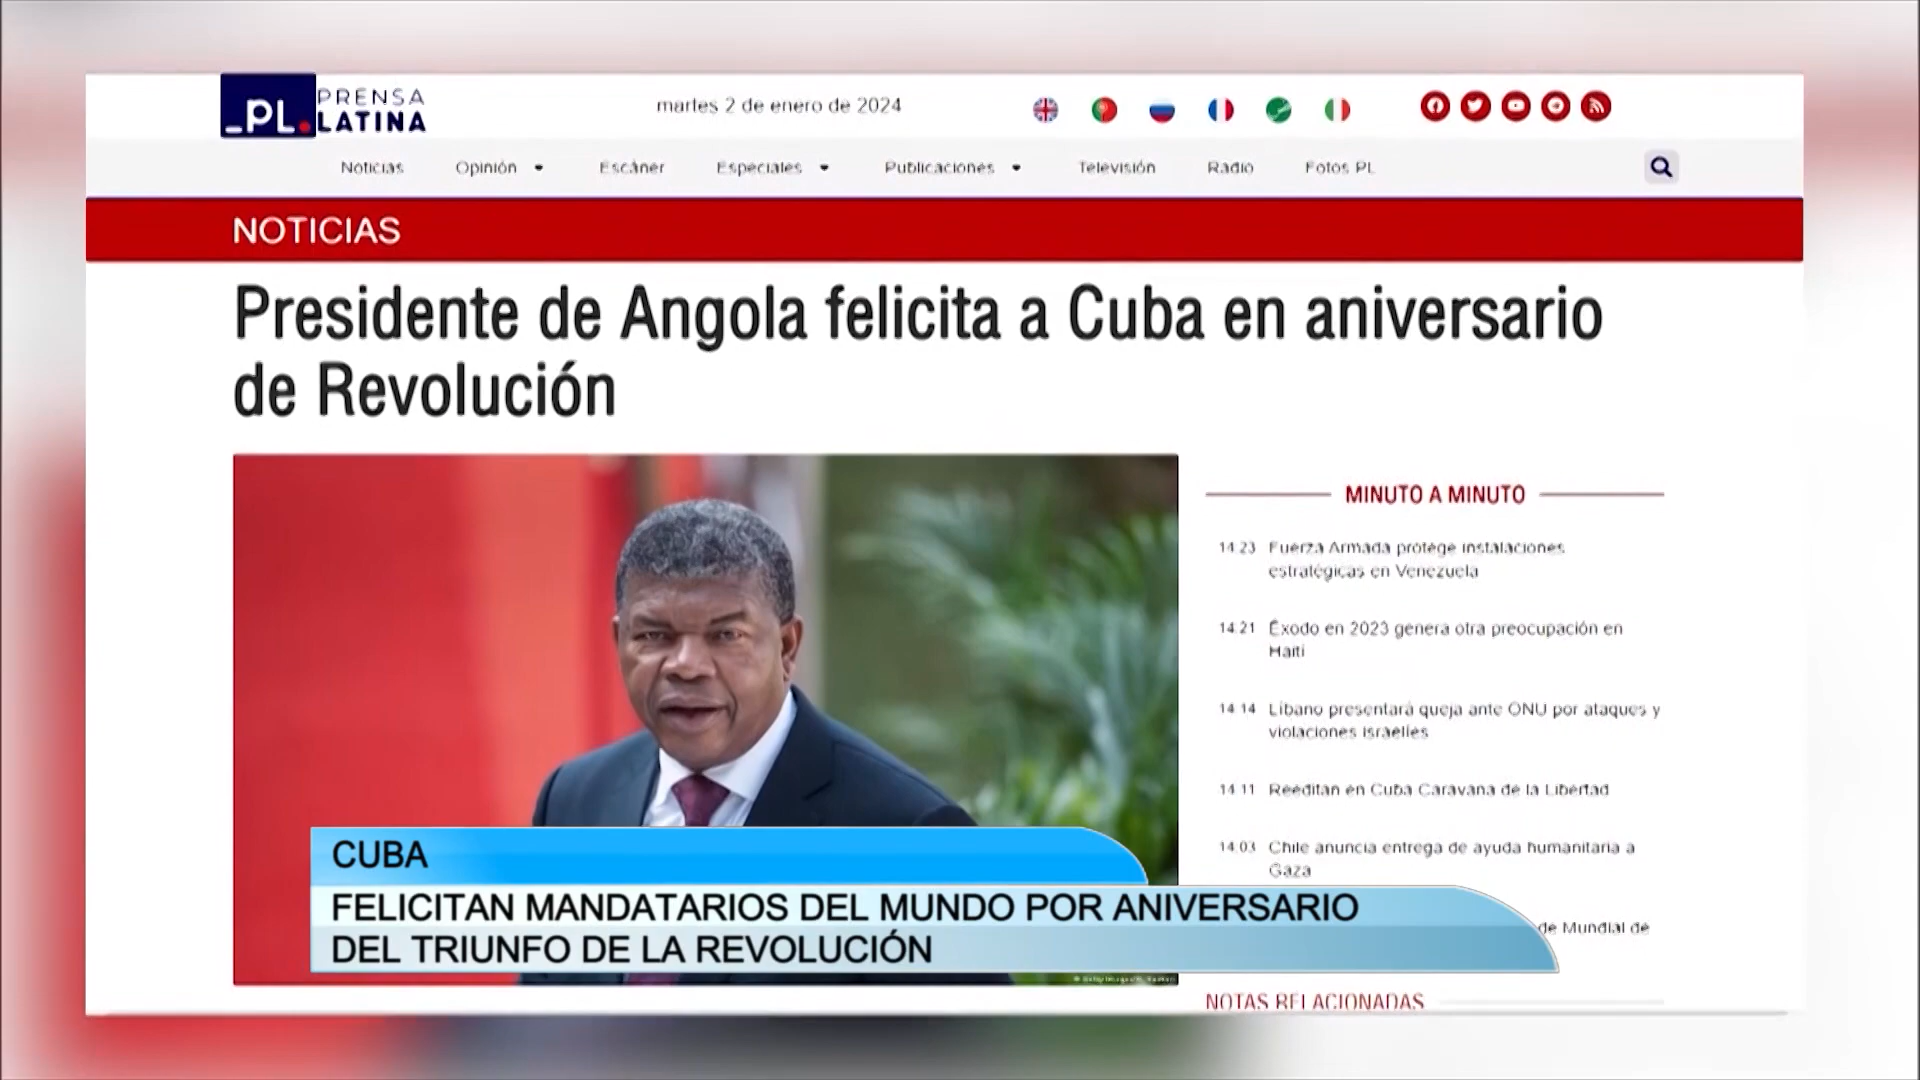 _PL. PRENSA
LATINA
martes 2 de enero de 2024
Noticias Opinión Escáner Especiales Publicaciones Televisión Radio Fotos PL
NOTICIAS
Presidente de Angola felicita a Cuba en aniversario
de Revolución
MINUTO A MINUTO
14:23 Fuerza Armada protege instalaciones
estratégicas en Venezuela
14:21 Éxodo en 2023 genera otra preocupación en
Haití
14:14 Líbano presentará queja ante ONU por ataques y
violaciones israelíes
14:11 Reeditan en Cuba Caravana de la Libertad
14:03 Chile anuncia entrega de ayuda humanitaria a
Gaza
de Mundial de
NOTAS RELACIONADAS
CUBA
FELICITAN MANDATARIOS DEL MUNDO POR ANIVERSARIO
DEL TRIUNFO DE LA REVOLUCIÓN